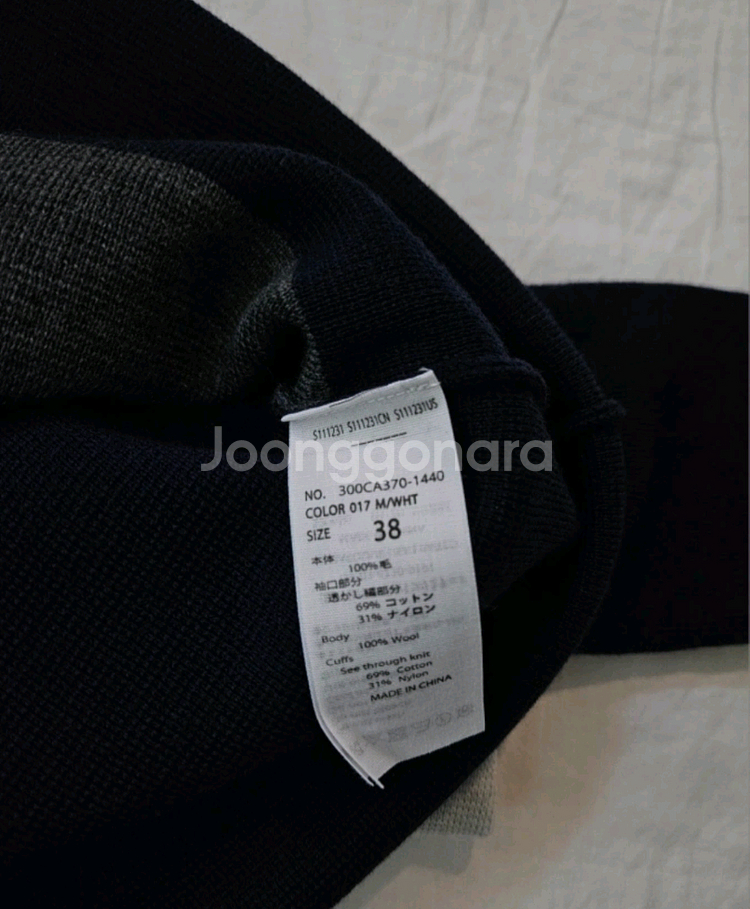 S111231 S111231CN S111231US
Joonggonara
NO. 300CA370-1440
COLOR 017 M/WHT
SIZE 38
本体
100%毛
袖口部分
透かし編部分
69% コットン
31% ナイロン
Body
100% Wool
Cuffs
See through knit
69% Cotton
31% Nylon
MADE IN CHINA